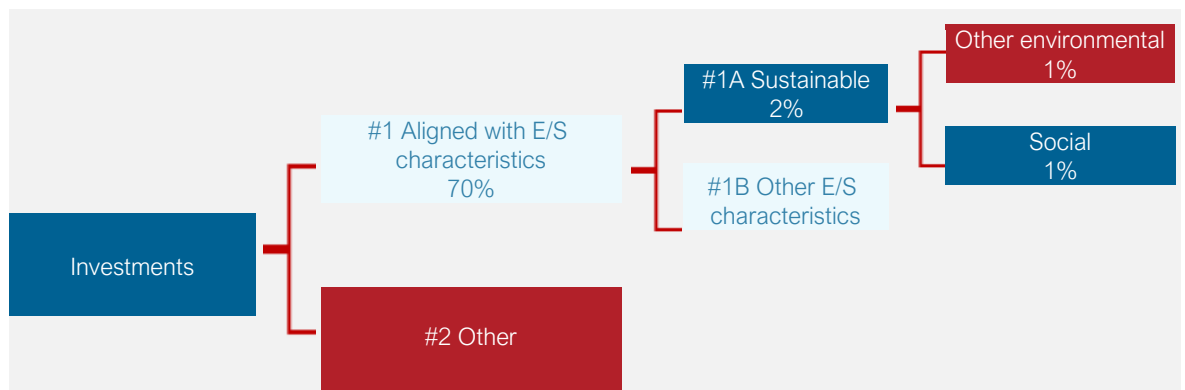 Investments
#1 Aligned with E/S
characteristics
70%
#2 Other
#1A Sustainable
2%
#1B Other E/S
characteristics
Other environmental
1%
Social
1%